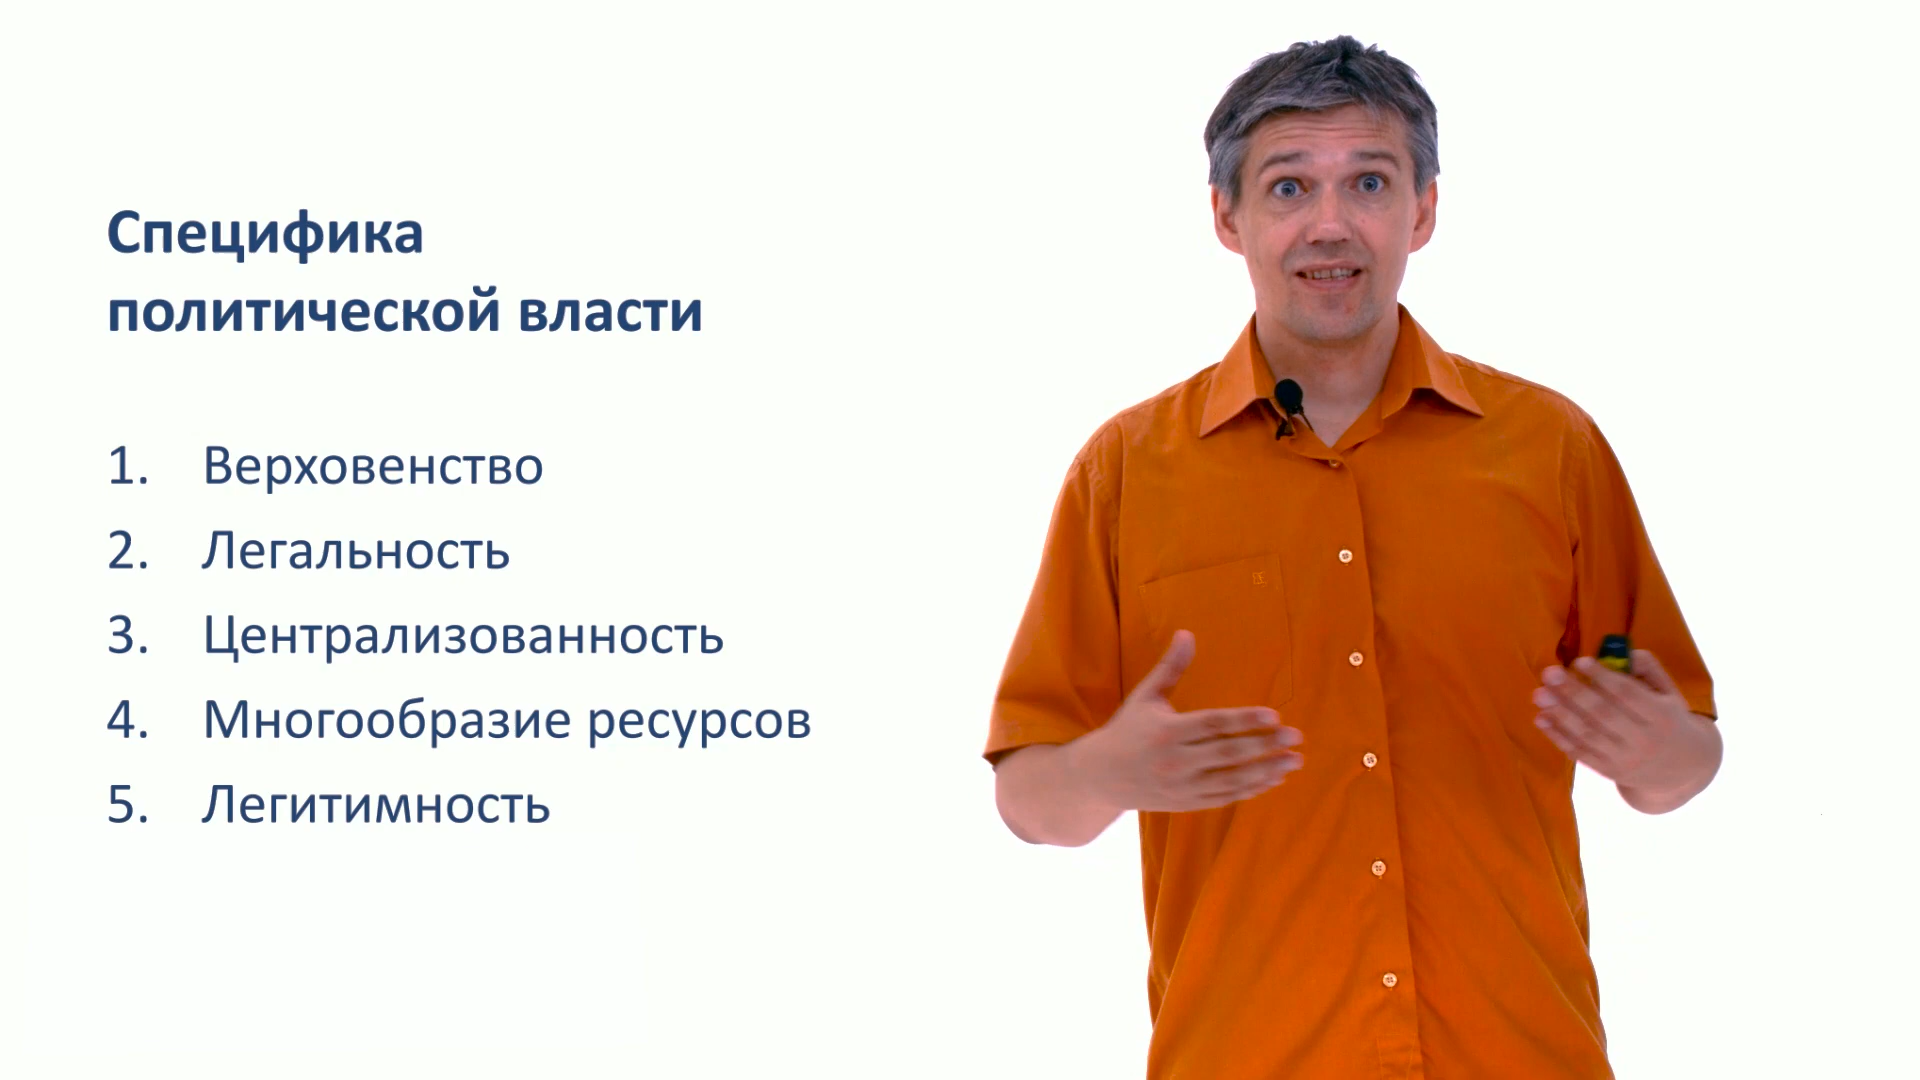 Специфика
политической власти
1. Верховенство
2. Легальность
3. Централизованность
4. Многообразие ресурсов
5. Легитимность